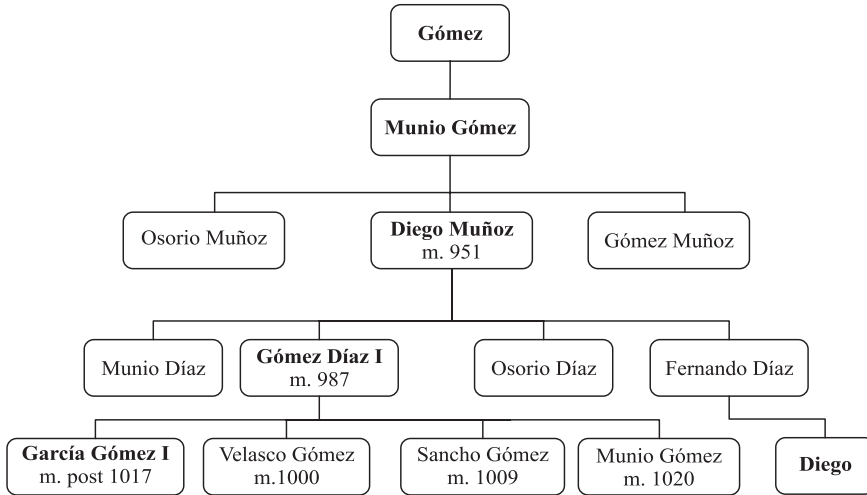 Gómez
Munio Gómez
Osorio Muñoz
Diego Muñoz
m. 951
Gómez Muñoz
Munio Díaz
Gómez Díaz I
m. 987
Osorio Díaz
Fernando Díaz
García Gómez I
m. post 1017
Velasco Gómez
m.1000
Sancho Gómez
m. 1009
Munio Gómez
m. 1020
Diego